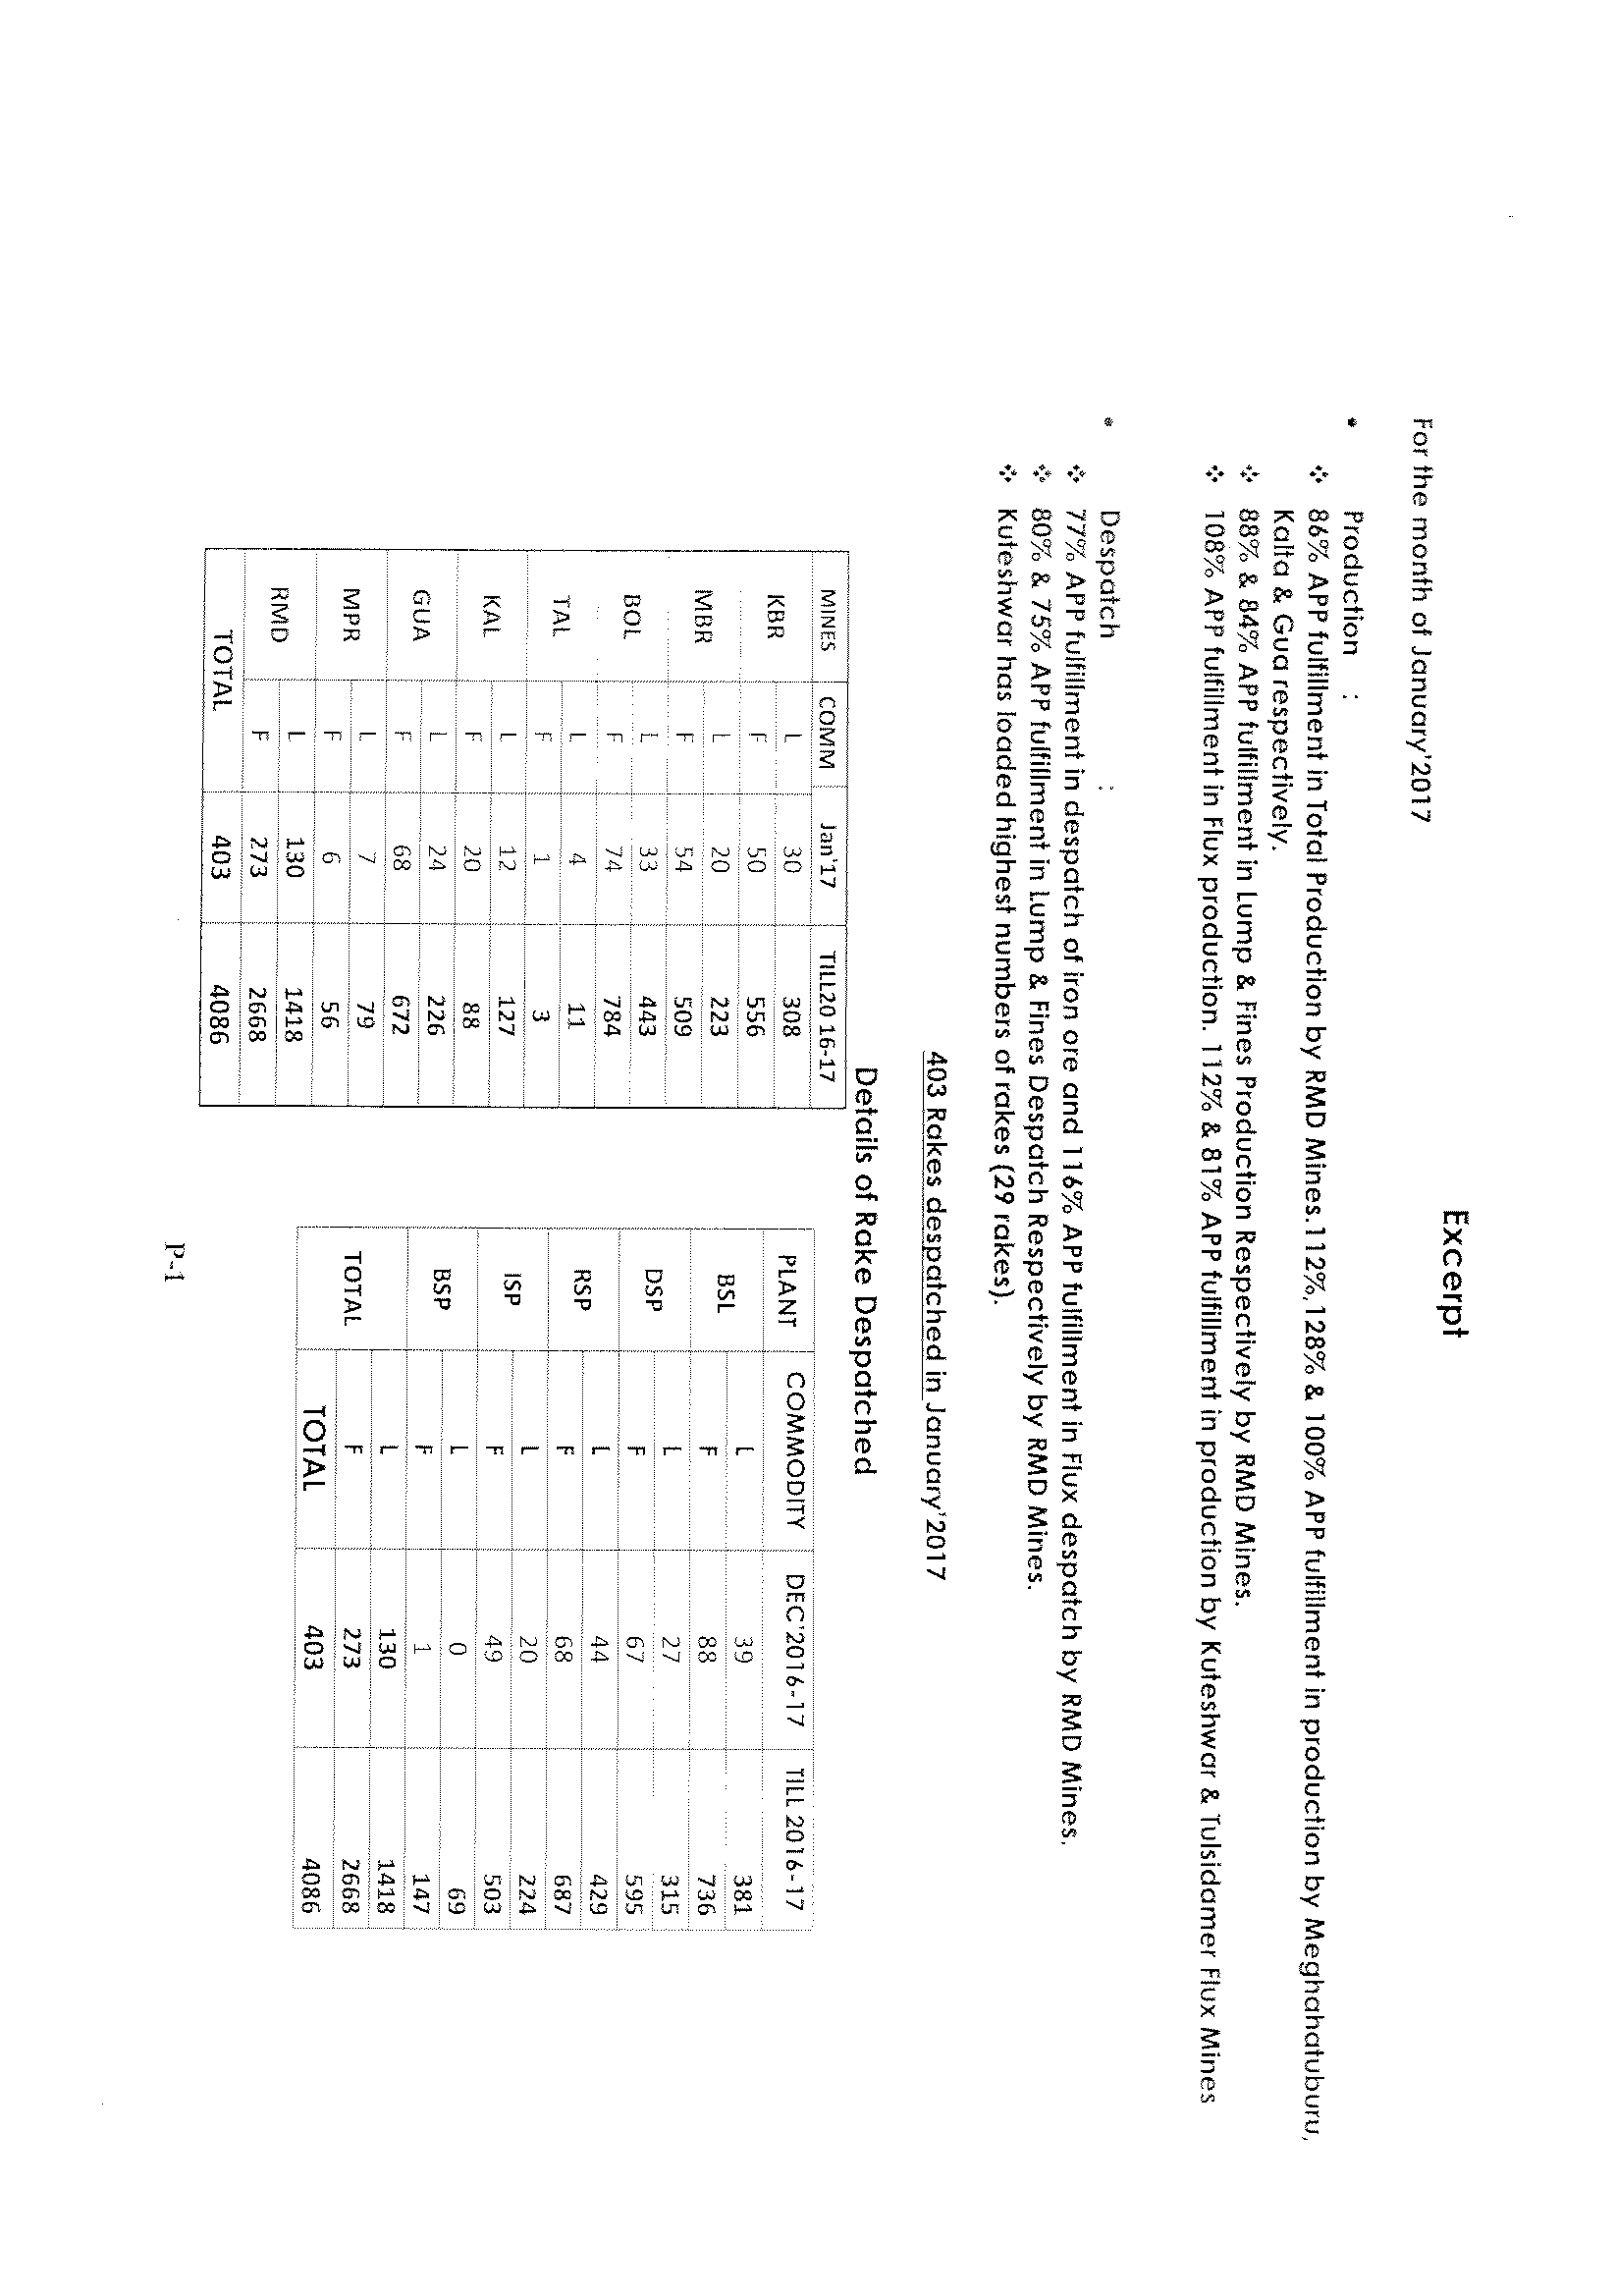 Excerpt
For the month of January'2017
• Production :
❖ 86% APP fulfillment in Total Production by RMD Mines.112%,128% & 100% APP fulfillment in production by Meghahatuburu,
Kalta & Gua respectively.
❖ 88% & 84% APP fulfillment in Lump & Fines Production Respectively by RMD Mines.
❖ 108% APP fulfillment in Flux production. 112% & 81% APP fulfillment in production by Kuteshwar & Tulsidamer Flux Mines
• Despatch :
❖ 77% APP fulfillment in despatch of iron ore and 116% APP fulfillment in Flux despatch by RMD Mines.
❖ 80% & 75% APP fulfillment in Lump & Fines Despatch Respectively by RMD Mines.
❖ Kuteshwar has loaded highest numbers of rakes (29 rakes).
403 Rakes despatched in January'2017
Details of Rake Despatched
MINES COMM Jan'17 TILL20 16-17
KBR L 30 308
F 50 556
MBR L 20 223
F 54 509
BOL L 33 443
F 74 784
TAL L 4 11
F 1 3
KAL L 12 127
F 20 88
GUA L 24 226
F 68 672
MPR L 7 79
F 6 56
RMD L 130 1418
F 273 2668
TOTAL 403 4086
PLANT COMMODITY DEC'2016-17 TILL 2016-17
BSL L 39 381
F 88 736
DSP L 27 315
F 67 595
RSP L 44 429
F 68 687
ISP L 20 224
F 49 503
BSP L 0 69
F 1 147
TOTAL L 130 1418
F 273 2668
TOTAL 403 4086
P-1